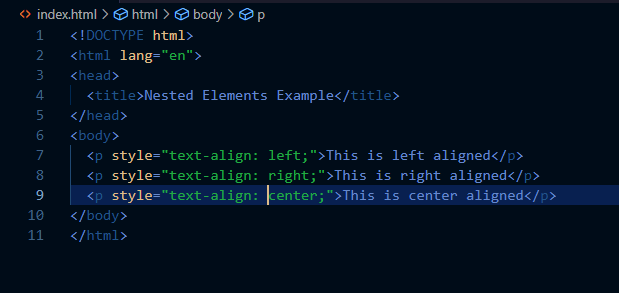 index.html > html > body > p
1 <!DOCTYPE html>
2 <html lang="en">
3 <head>
4   <title>Nested Elements Example</title>
5 </head>
6 <body>
7   <p style="text-align: left;">This is left aligned</p>
8   <p style="text-align: right;">This is right aligned</p>
9   <p style="text-align: center;">This is center aligned</p>
10 </body>
11 </html>